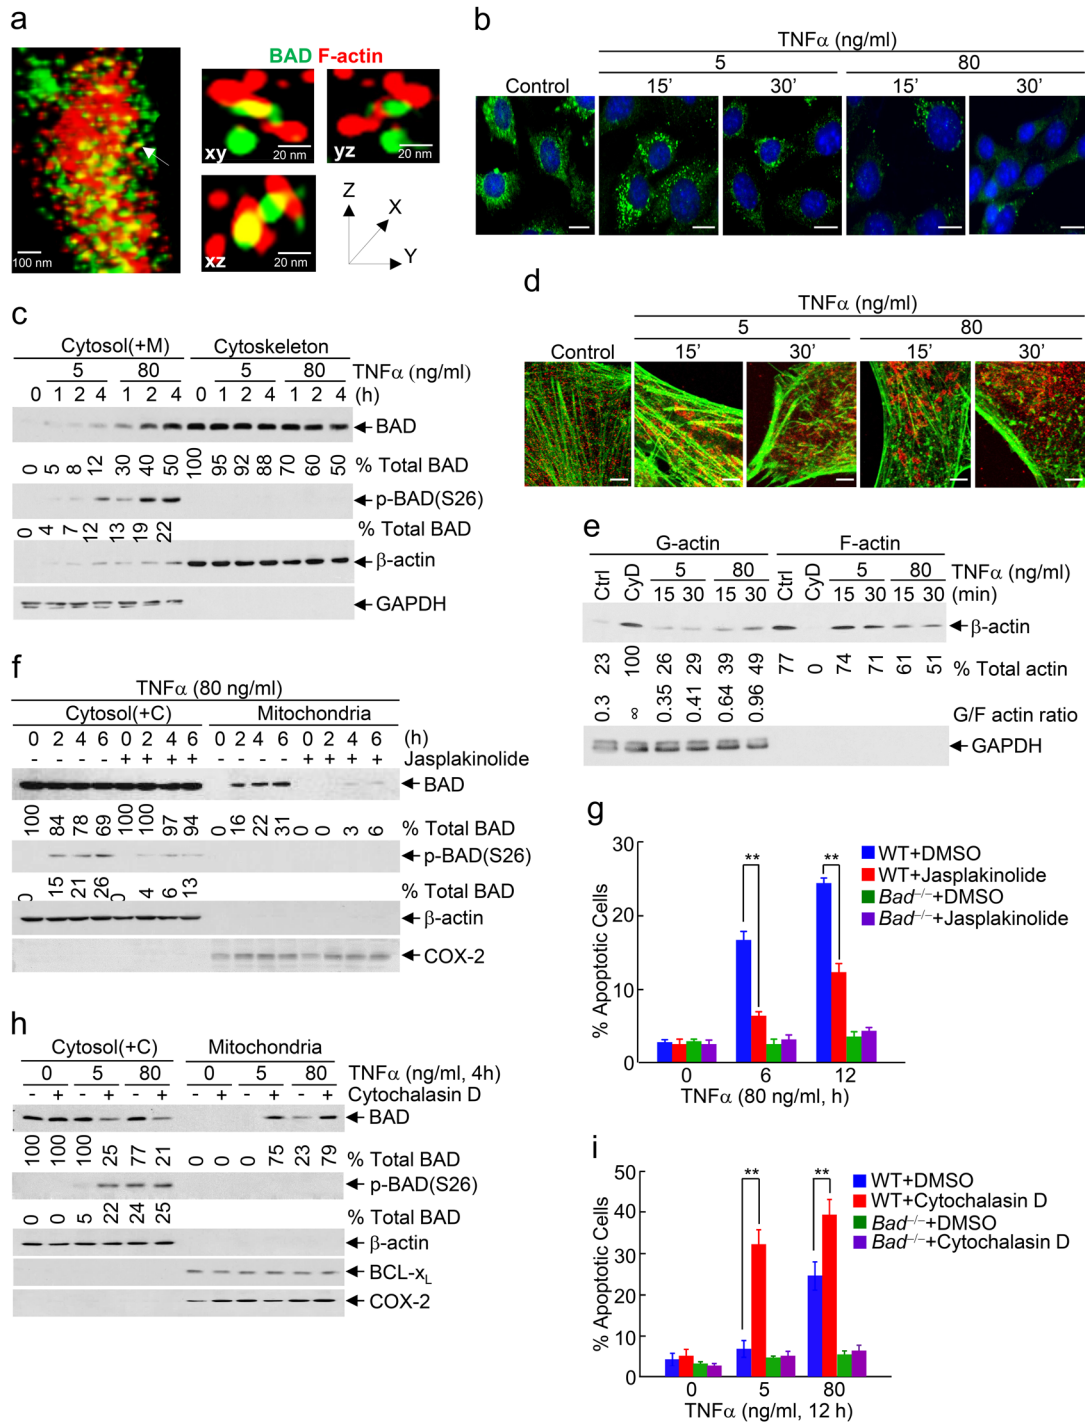 a
BAD F-actin
xy
20 nm
yz
20 nm
xz
20 nm
100 nm
Z
X
Y
b
TNFα (ng/ml)
5
80
Control
15’
30’
15’
30’
c
Cytosol(+M)
Cytoskeleton
5
80
5
80
TNFα (ng/ml)
0 1 2 4 1 2 4 0 1 2 4 1 2 4 (h)
BAD
0 5 8 12 30 40 50 100 95 92 88 70 60 50
% Total BAD
p-BAD(S26)
0 4 7 12 13 19 22
% Total BAD
β-actin
GAPDH
d
TNFα (ng/ml)
5
80
Control
15’
30’
15’
30’
e
G-actin
F-actin
Ctrl CyD 5 80 Ctrl CyD 5 80 TNFα (ng/ml)
15 30 15 30 15 30 15 30 (min)
β-actin
23 100 26 29 39 49 77 0 74 71 61 51
% Total actin
0.3 ∞ 0.35 0.41 0.64 0.96
G/F actin ratio
GAPDH
f
TNFα (80 ng/ml)
Cytosol(+C)
Mitochondria
0 2 4 6 0 2 4 6 0 2 4 6 0 2 4 6 (h)
- - - - + + + + - - - - + + + + Jasplakinolide
BAD
100 84 78 69 100 100 97 94 0 16 22 31 0 0 3 6
% Total BAD
p-BAD(S26)
0 15 21 26 0 4 6 13
% Total BAD
β-actin
COX-2
g
% Apoptotic Cells
30
20
10
0
**
**
WT+DMSO
WT+Jasplakinolide
Bad–/–+DMSO
Bad–/–+Jasplakinolide
0 6 12
TNFα (80 ng/ml, h)
h
Cytosol(+C)
Mitochondria
0 5 80 0 5 80 TNFα (ng/ml, 4h)
- + - + - + - + - + - + Cytochalasin D
BAD
100 100 100 25 77 21 0 0 0 75 23 79
% Total BAD
p-BAD(S26)
0 0 5 22 24 25
% Total BAD
β-actin
BCL-xL
COX-2
i
% Apoptotic Cells
50
40
30
20
10
0
**
**
WT+DMSO
WT+Cytochalasin D
Bad–/–+DMSO
Bad–/–+Cytochalasin D
0 5 80
TNFα (ng/ml, 12 h)